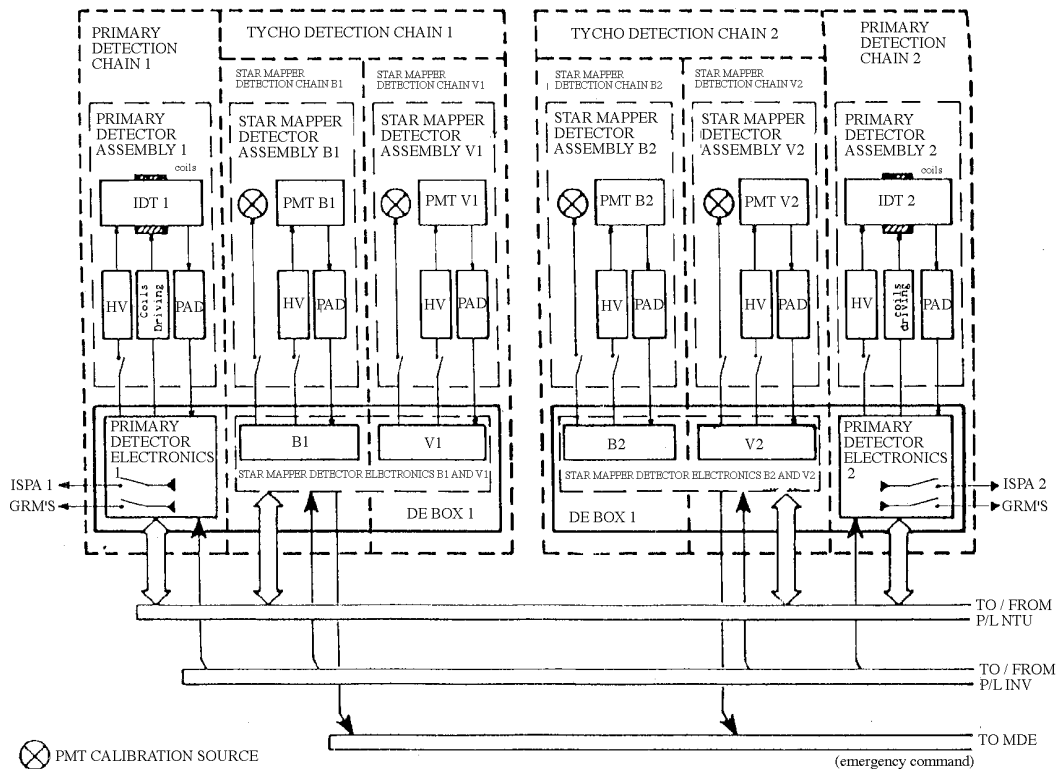 PRIMARY
DETECTION
CHAIN 1
TYCHO DETECTION CHAIN 1
TYCHO DETECTION CHAIN 2
PRIMARY
DETECTION
CHAIN 2
STAR MAPPER
DETECTION CHAIN B1
STAR MAPPER
DETECTION CHAIN V1
STAR MAPPER
DETECTION CHAIN B2
STAR MAPPER
DETECTION CHAIN V2
PRIMARY
DETECTOR
ASSEMBLY 1
STAR MAPPER
DETECTOR
ASSEMBLY B1
STAR MAPPER
DETECTOR
ASSEMBLY V1
STAR MAPPER
DETECTOR
ASSEMBLY B2
STAR MAPPER
DETECTOR
ASSEMBLY V2
PRIMARY
DETECTOR
ASSEMBLY 2
coils
coils
IDT 1
PMT B1
PMT V1
PMT B2
PMT V2
IDT 2
HV
Coils
Driving
PAD
HV
PAD
HV
PAD
HV
PAD
HV
PAD
HV
coils
driving
PAD
PRIMARY
DETECTOR
ELECTRONICS
1
B1
V1
STAR MAPPER DETECTOR ELECTRONICS B1 AND V1
DE BOX 1
B2
V2
STAR MAPPER DETECTOR ELECTRONICS B2 AND V2
DE BOX 1
PRIMARY
DETECTOR
ELECTRONICS
2
ISPA 1
GRM'S
ISPA 2
GRM'S
TO / FROM
P/L NTU
TO / FROM
P/L INV
TO MDE
(emergency command)
PMT CALIBRATION SOURCE